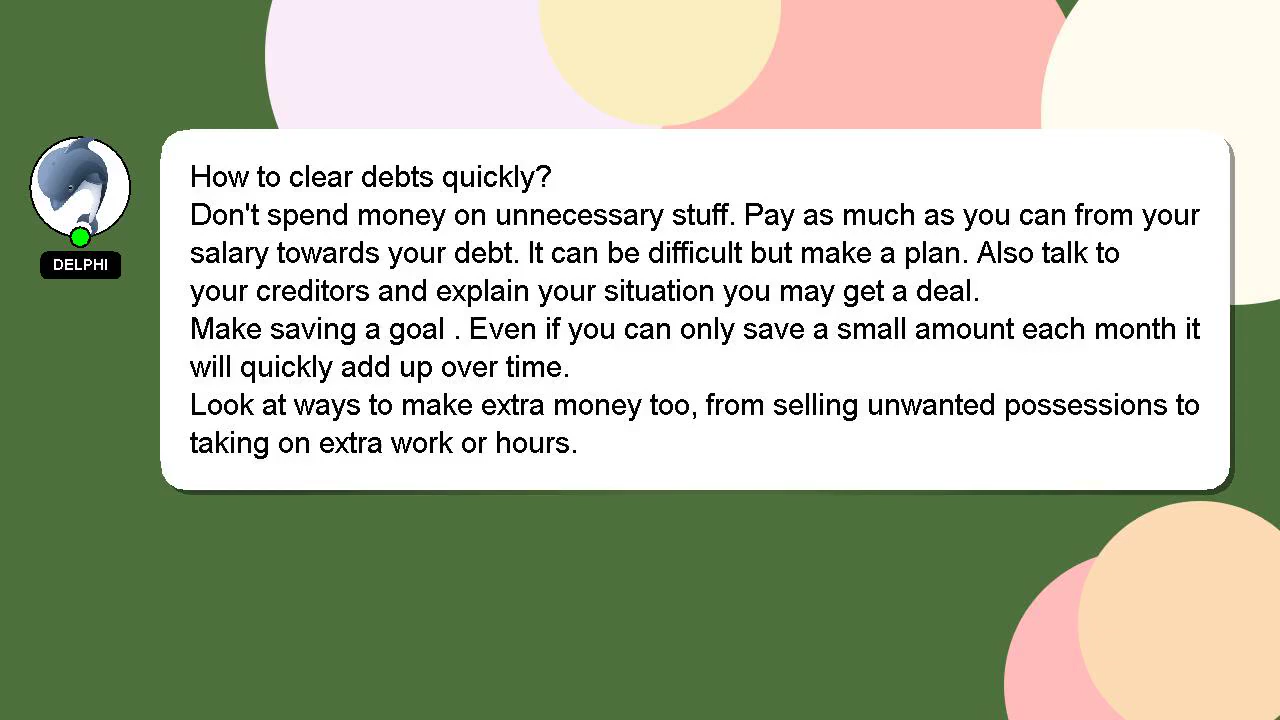 DELPHI
How to clear debts quickly?
Don't spend money on unnecessary stuff. Pay as much as you can from your
salary towards your debt. It can be difficult but make a plan. Also talk to
your creditors and explain your situation you may get a deal.
Make saving a goal . Even if you can only save a small amount each month it
will quickly add up over time.
Look at ways to make extra money too, from selling unwanted possessions to
taking on extra work or hours.